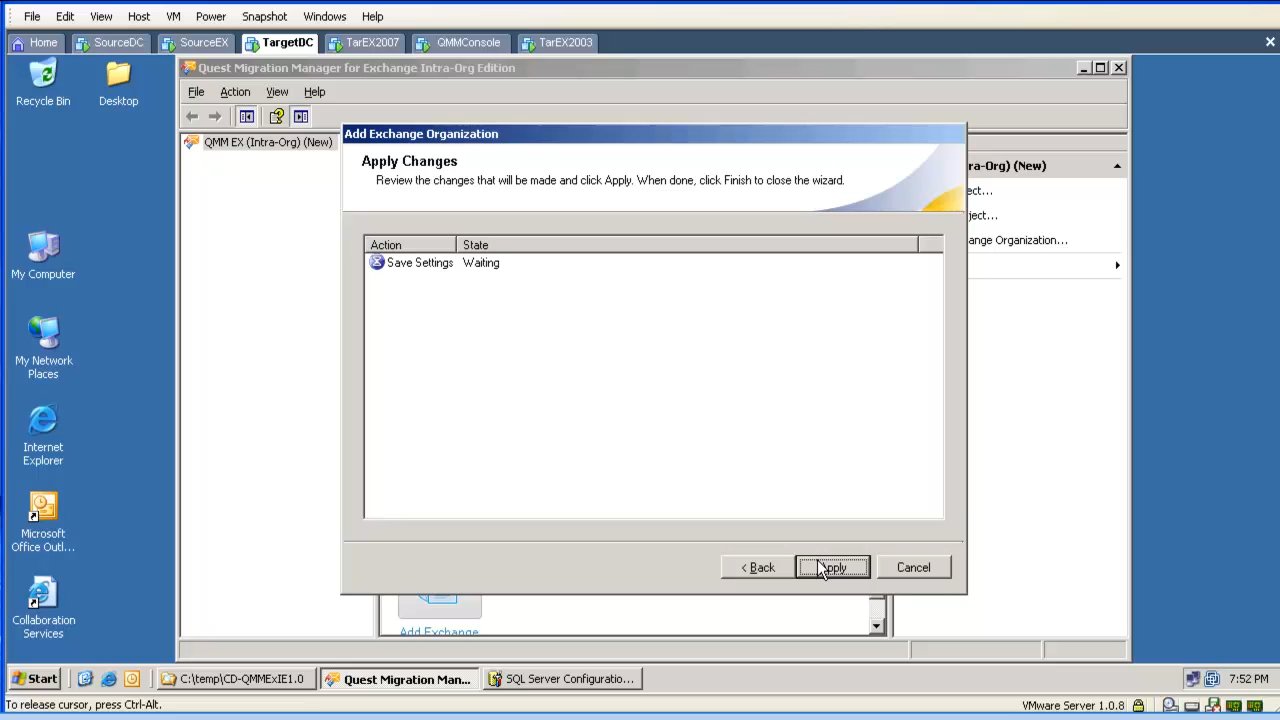 File Edit View Host VM Power Snapshot Windows Help
Home SourceDC SourceEX TargetDC TarEX2007 QMMConsole TarEX2003
Recycle Bin
Desktop
My Computer
My Network
Places
Internet
Explorer
Microsoft
Office Outl...
Collaboration
Services
Quest Migration Manager for Exchange Intra-Org Edition
File Action View Help
QMM EX (Intra-Org) (New)
Add Exchange Organization
Apply Changes
Review the changes that will be made and click Apply. When done, click Finish to close the wizard.
Action State
Save Settings Waiting
< Back Apply Cancel
ra-Org) (New)
ect...
ject...
ange Organization...
Add Exchange
Start C:\temp\CD-QMMExIE1.0 Quest Migration Man... SQL Server Configuratio... 7:52 PM
To release cursor, press Ctrl-Alt. VMware Server 1.0.8